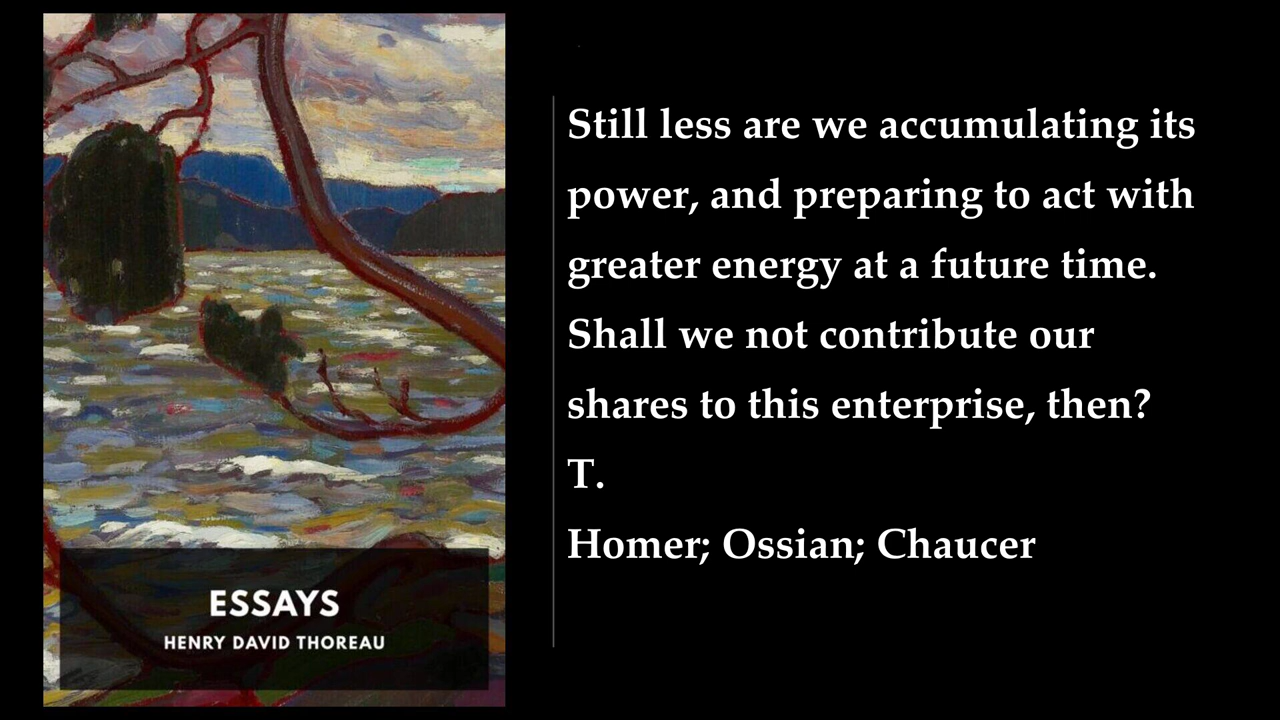 ESSAYS
HENRY DAVID THOREAU
Still less are we accumulating its
power, and preparing to act with
greater energy at a future time.
Shall we not contribute our
shares to this enterprise, then?
T.
Homer; Ossian; Chaucer